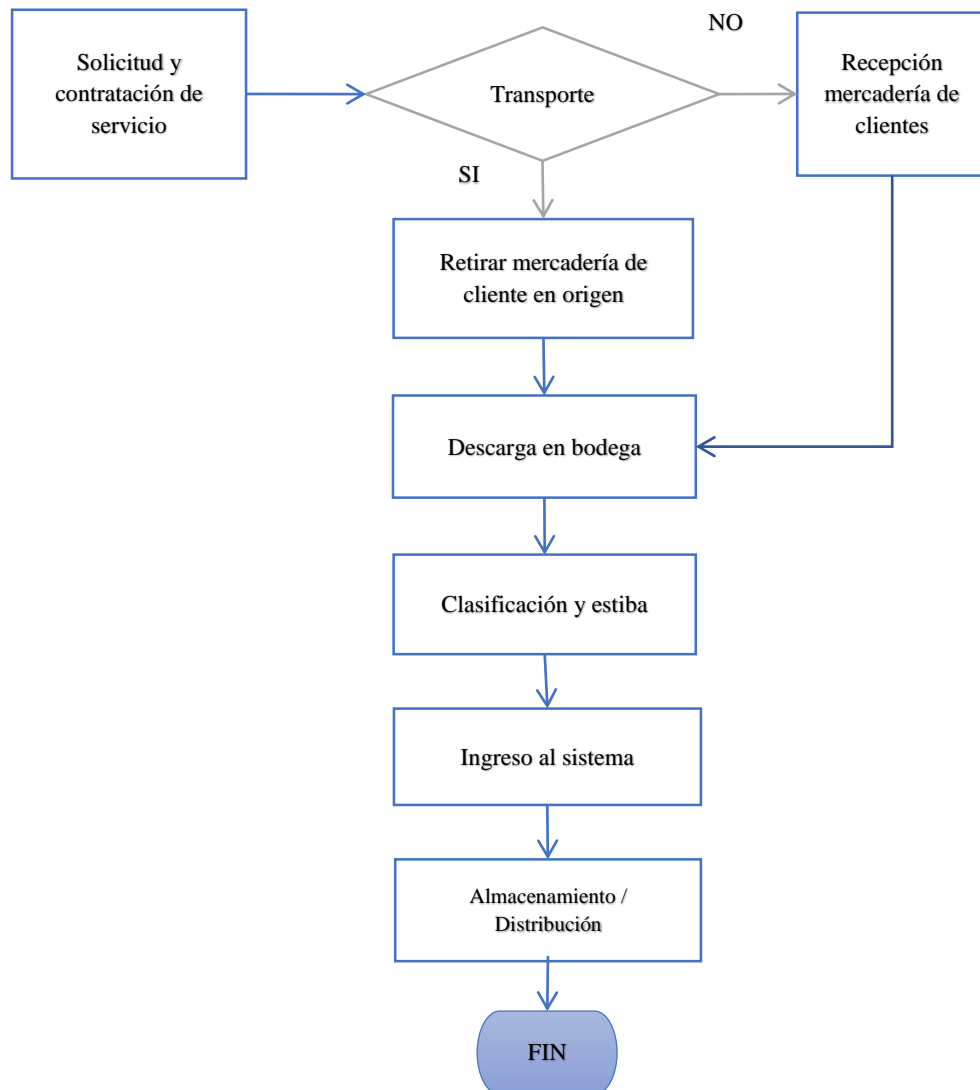 Solicitud y
contratación de
servicio
Transporte
NO
Recepción
mercadería de
clientes
SI
Retirar mercadería de
cliente en origen
Descarga en bodega
Clasificación y estiba
Ingreso al sistema
Almacenamiento /
Distribución
FIN